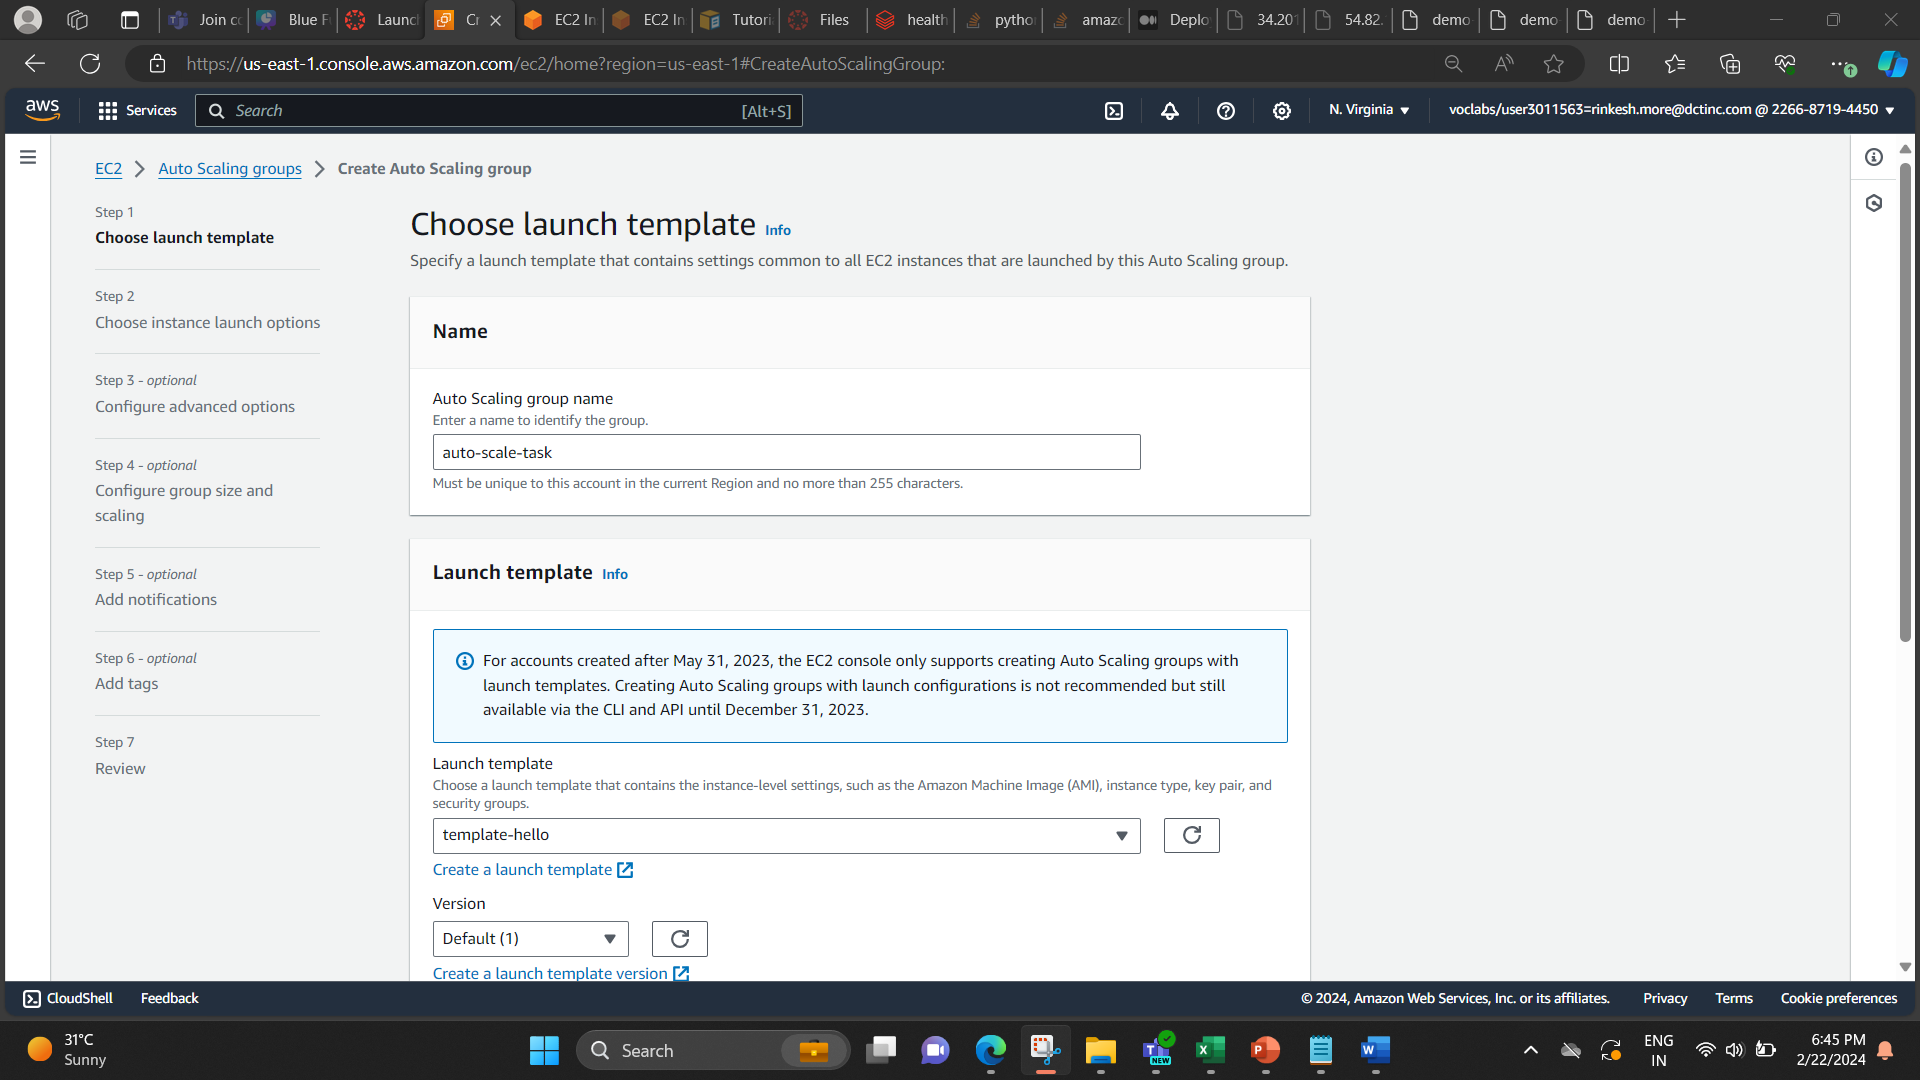 Join co
Blue F
Launc
Cr
EC2 In
EC2 In
Tutori
Files
health
pytho
amazo
Deplo
34.201
54.82.
demo
demo
demo
https://us-east-1.console.aws.amazon.com/ec2/home?region=us-east-1#CreateAutoScalingGroup:
aws
Services
Search
[Alt+S]
N. Virginia
voclabs/user3011563=rinkesh.more@dctinc.com @ 2266-8719-4450
EC2
Auto Scaling groups
Create Auto Scaling group
Step 1
Choose launch template
Step 2
Choose instance launch options
Step 3 - optional
Configure advanced options
Step 4 - optional
Configure group size and
scaling
Step 5 - optional
Add notifications
Step 6 - optional
Add tags
Step 7
Review
Choose launch template Info
Specify a launch template that contains settings common to all EC2 instances that are launched by this Auto Scaling group.
Name
Auto Scaling group name
Enter a name to identify the group.
auto-scale-task
Must be unique to this account in the current Region and no more than 255 characters.
Launch template Info
For accounts created after May 31, 2023, the EC2 console only supports creating Auto Scaling groups with
launch templates. Creating Auto Scaling groups with launch configurations is not recommended but still
available via the CLI and API until December 31, 2023.
Launch template
Choose a launch template that contains the instance-level settings, such as the Amazon Machine Image (AMI), instance type, key pair, and
security groups.
template-hello
Create a launch template
Version
Default (1)
Create a launch template version
CloudShell
Feedback
© 2024, Amazon Web Services, Inc. or its affiliates.
Privacy
Terms
Cookie preferences
31°C
Sunny
Search
NEW
ENG
IN
6:45 PM
2/22/2024